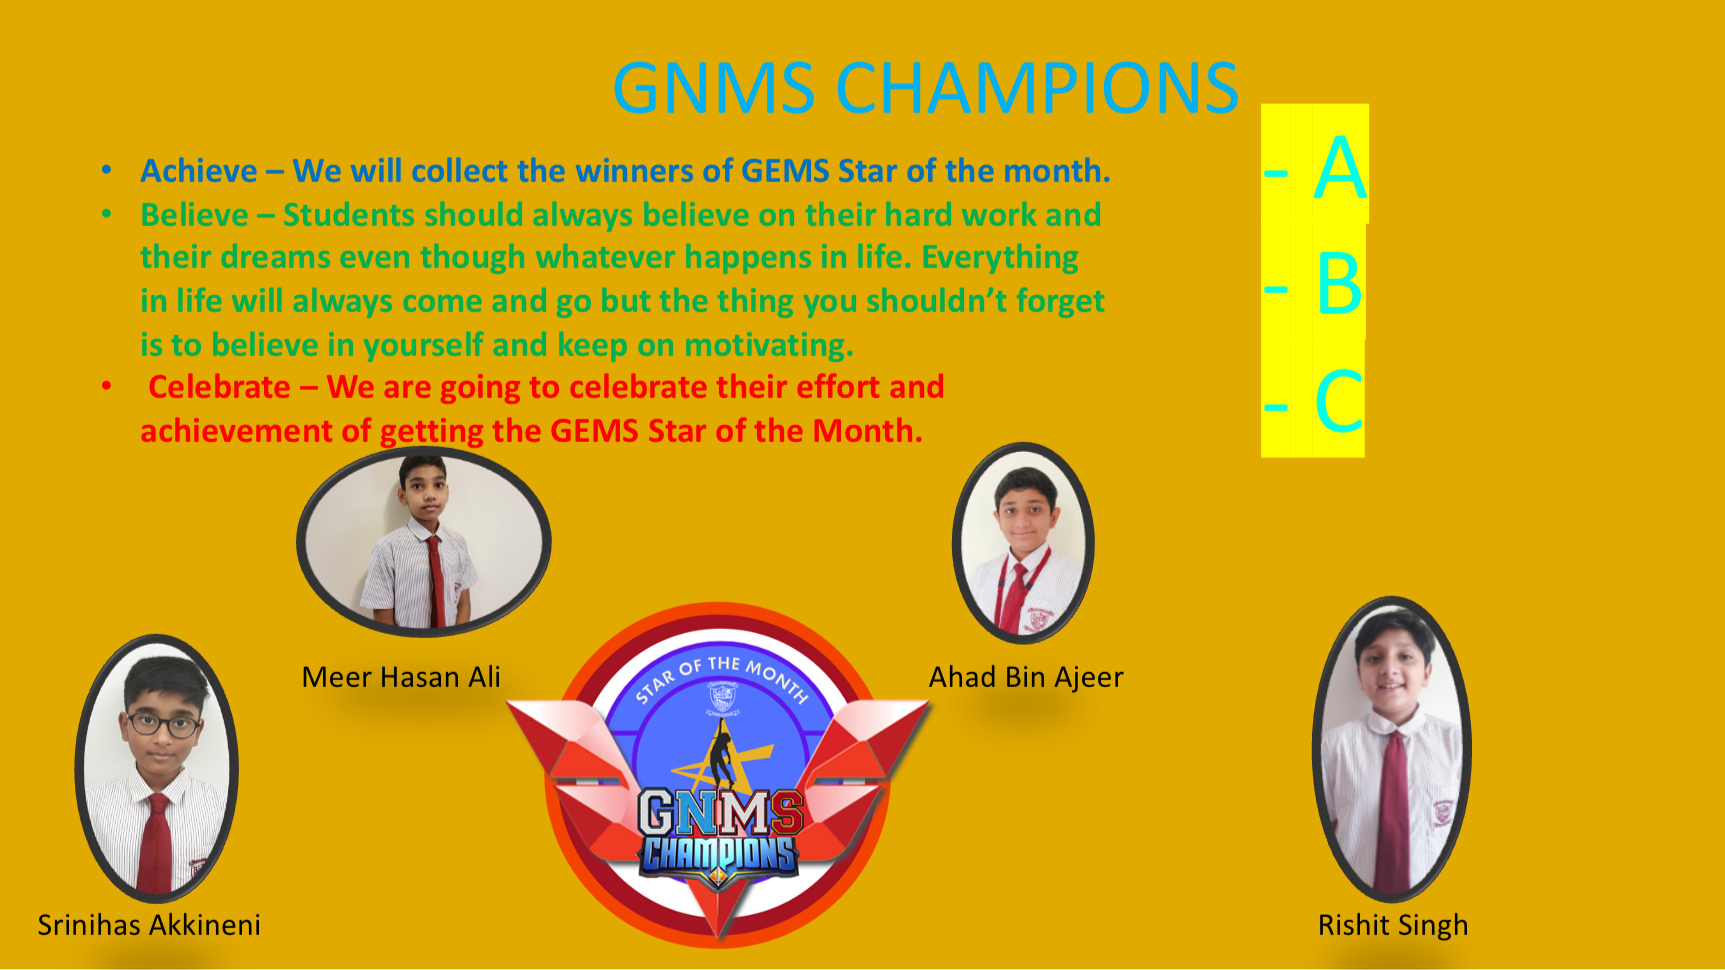 GNMS CHAMPIONS
• Achieve – We will collect the winners of GEMS Star of the month.
• Believe – Students should always believe on their hard work and
their dreams even though whatever happens in life. Everything
in life will always come and go but the thing you shouldn’t forget
is to believe in yourself and keep on motivating.
• Celebrate – We are going to celebrate their effort and
achievement of getting the GEMS Star of the Month.
- A
- B
- C
Meer Hasan Ali
Ahad Bin Ajeer
STAR OF THE MONTH
GNMS
CHAMPIONS
Srinihas Akkineni
Rishit Singh